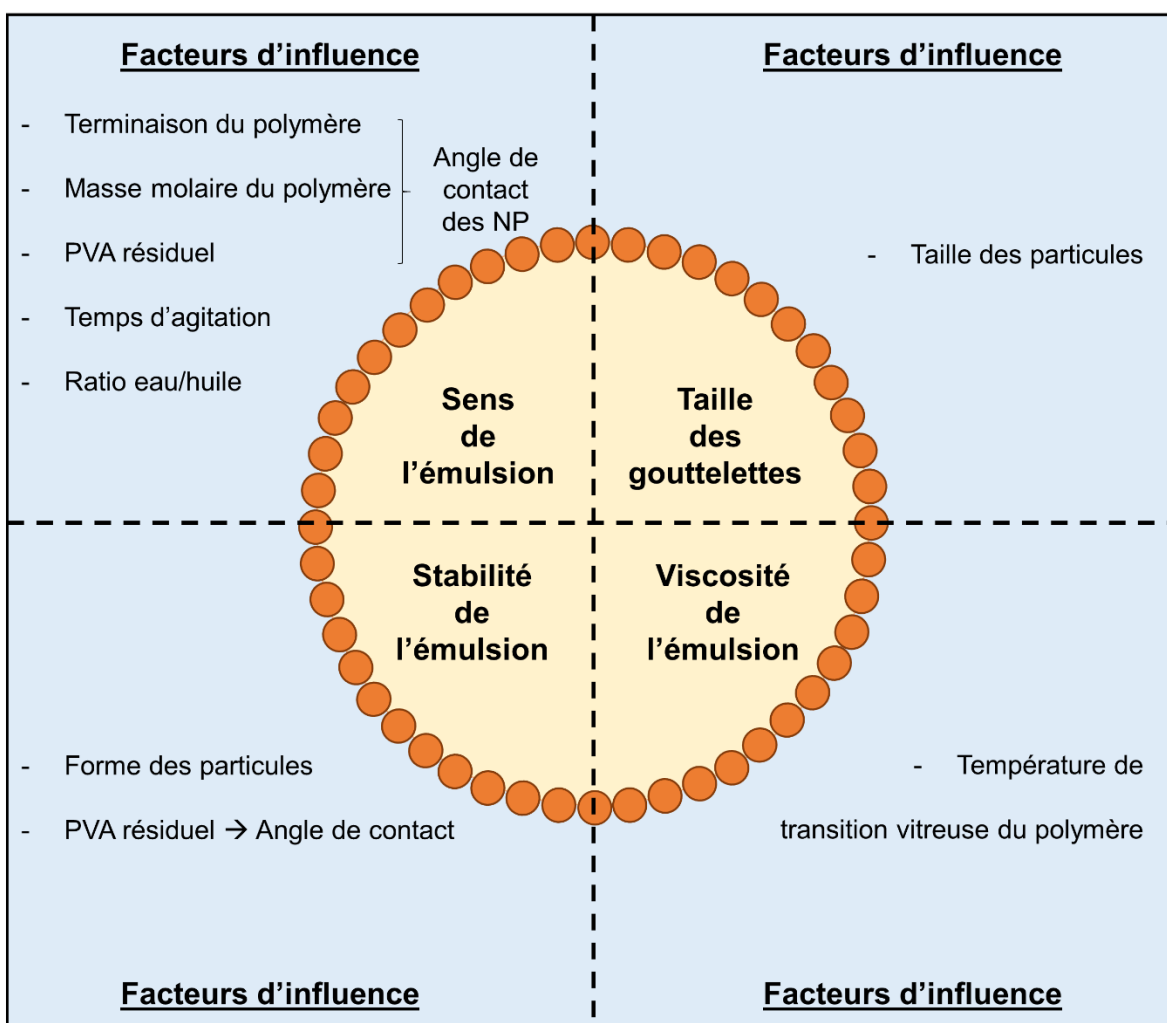 Facteurs d’influence
- Terminaison du polymère
- Masse molaire du polymère
- PVA résiduel
Angle de
contact
des NP
- Temps d’agitation
- Ratio eau/huile
Sens
de
l’émulsion
Facteurs d’influence
- Taille des particules
Taille
des
gouttelettes
Stabilité
de
l’émulsion
- Forme des particules
- PVA résiduel → Angle de contact
Facteurs d’influence
Viscosité
de
l’émulsion
- Température de
transition vitreuse du polymère
Facteurs d’influence